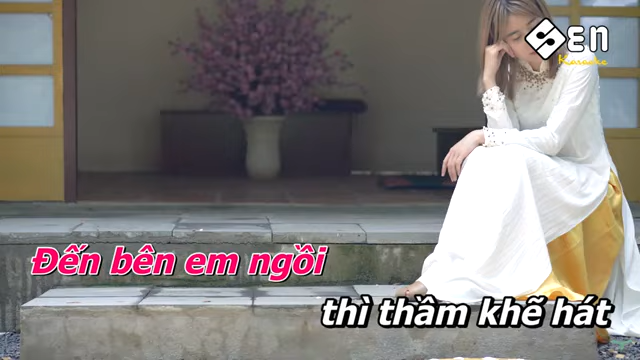 Sen
Karaoke
Đến bên em ngồi
thì thầm khẽ hát